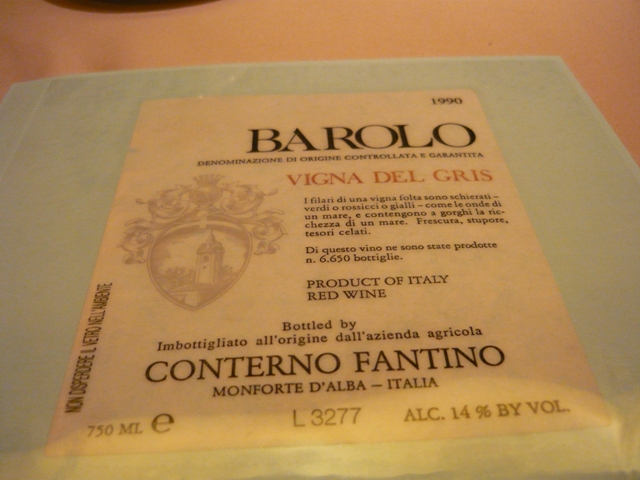 1990
BAROLO
DENOMINAZIONE DI ORIGINE CONTROLLATA E GARANTITA
VIGNA DEL GRIS
I filari di una vigna folta sono schierati –
verdi o rossicci o gialli – come le onde di
un mare, e contengono a gorghi la ric-
chezza di un mare. Frescura, stupore,
tesori celati.
Di questo vino ne sono state prodotte
n. 6.650 bottiglie.
PRODUCT OF ITALY
RED WINE
Bottled by
Imbottigliato all'origine dall'azienda agricola
CONTERNO FANTINO
MONFORTE D'ALBA – ITALIA
NON DISPERDERE IL VETRO NELL'AMBIENTE
750 ML e L 3277 ALC. 14 % BY VOL.